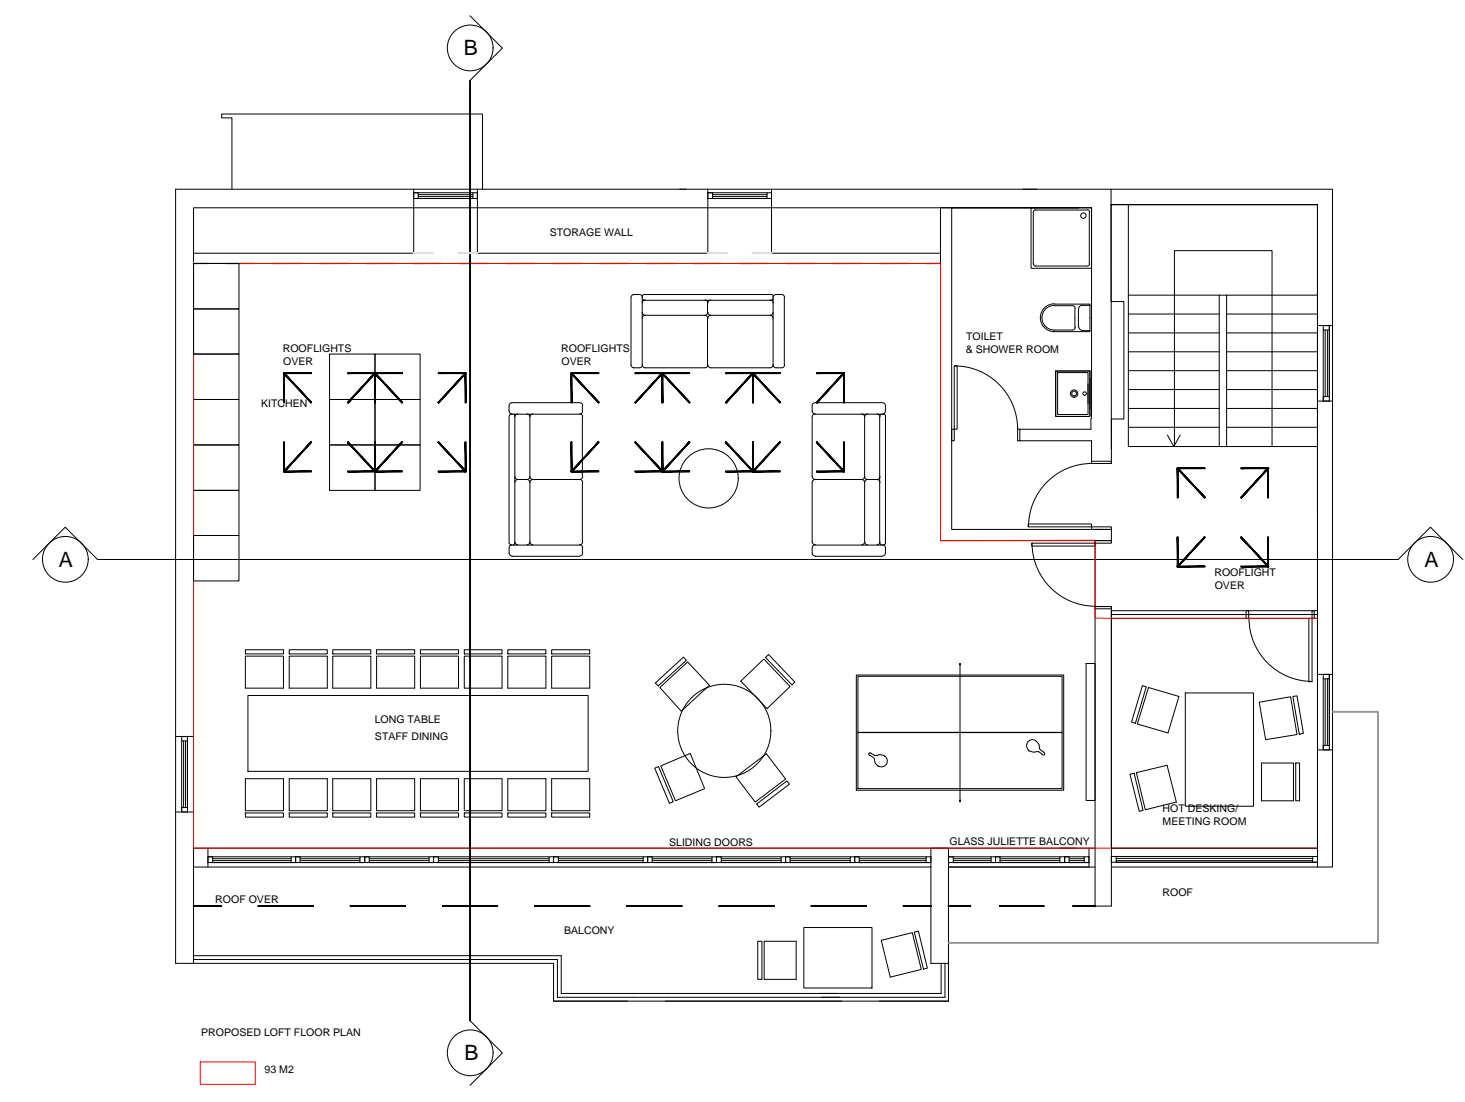 B
STORAGE WALL
TOILET
& SHOWER ROOM
ROOFLIGHTS
OVER
ROOFLIGHTS
OVER
KITCHEN
A
A
ROOFLIGHT
OVER
LONG TABLE
STAFF DINING
HOT DESKING/
MEETING ROOM
SLIDING DOORS
GLASS JULIETTE BALCONY
ROOF OVER
ROOF
BALCONY
PROPOSED LOFT FLOOR PLAN
B
93 M2